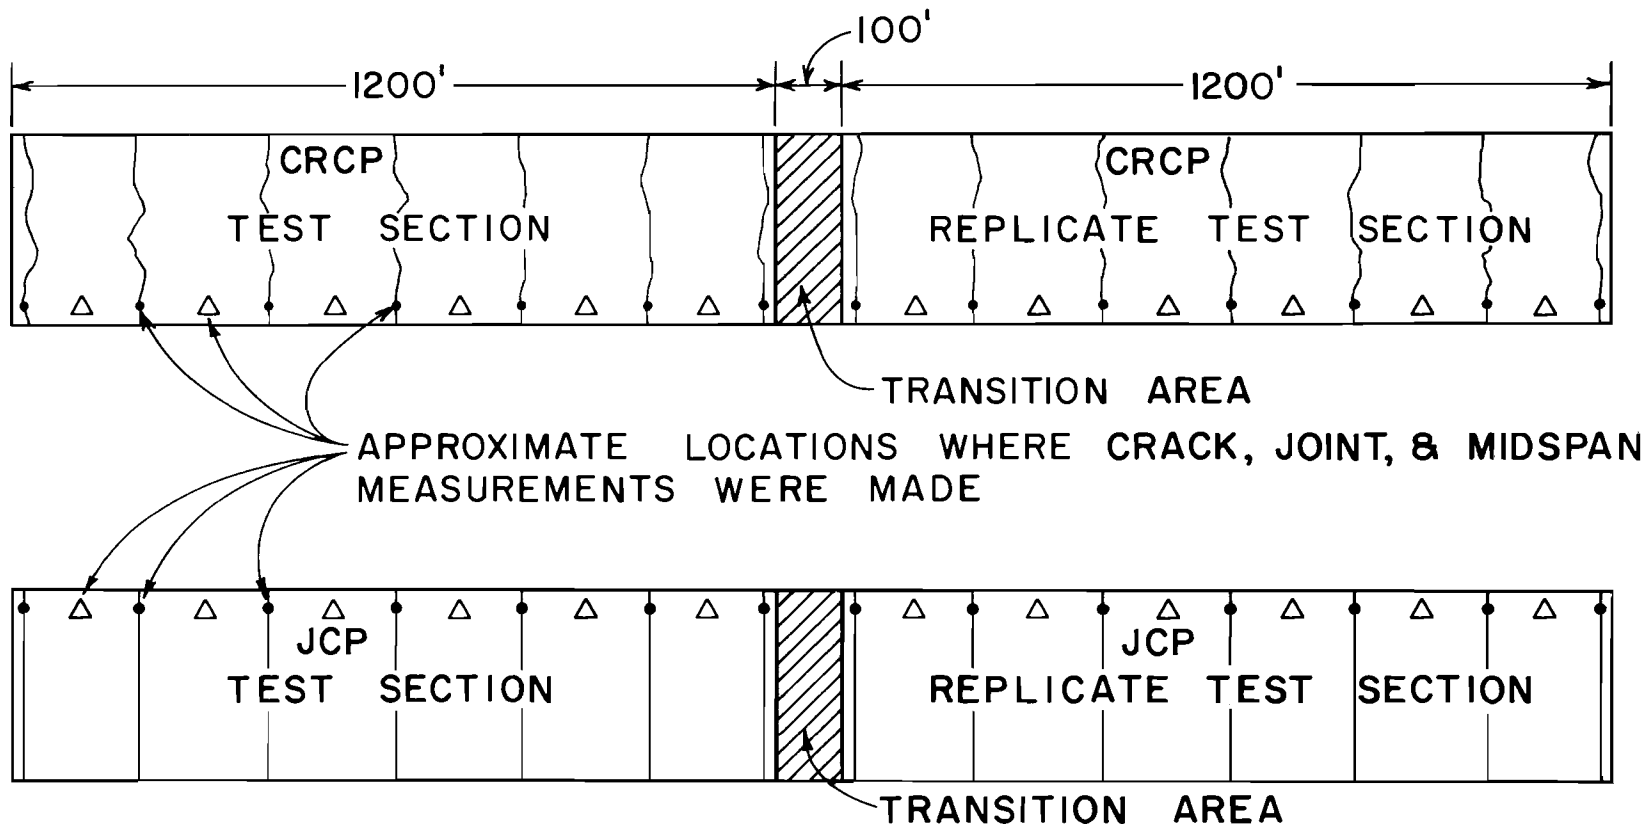 100'
1200'
1200'
CRCP
TEST SECTION
CRCP
REPLICATE TEST SECTION
TRANSITION AREA
APPROXIMATE LOCATIONS WHERE CRACK, JOINT, & MIDSPAN
MEASUREMENTS WERE MADE
JCP
TEST SECTION
JCP
REPLICATE TEST SECTION
TRANSITION AREA